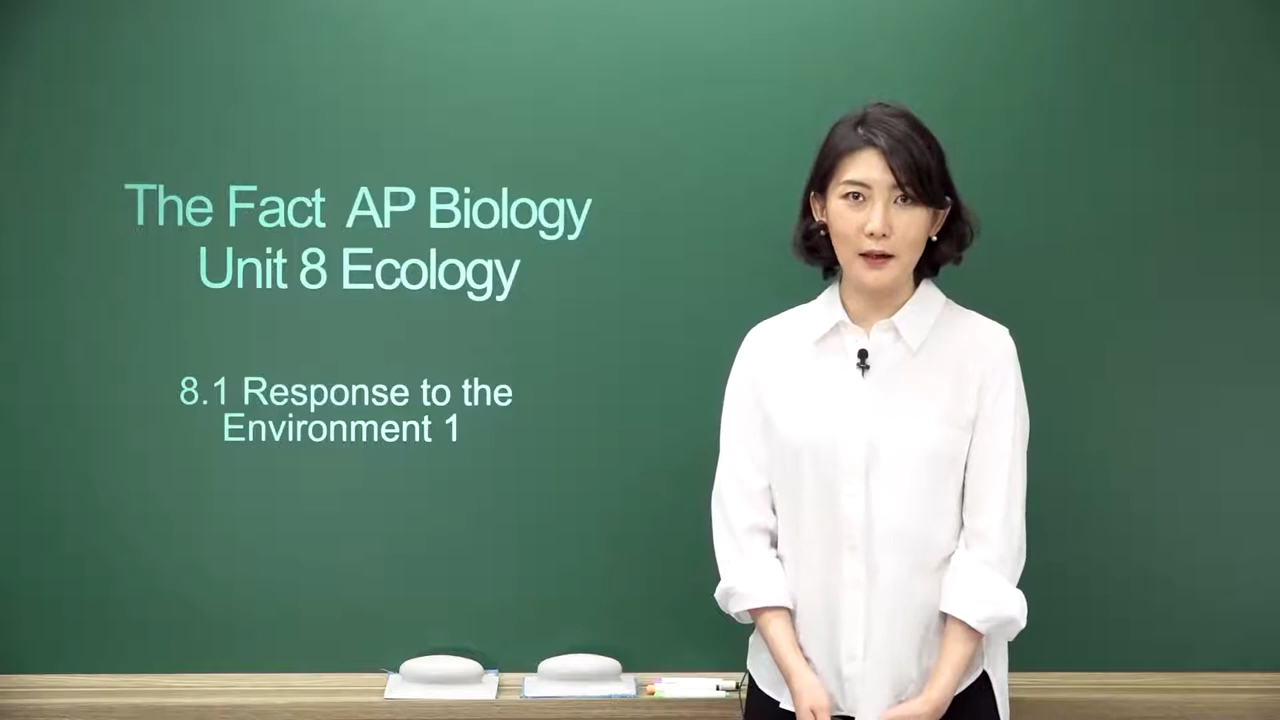 The Fact AP Biology
Unit 8 Ecology
8.1 Response to the
Environment 1